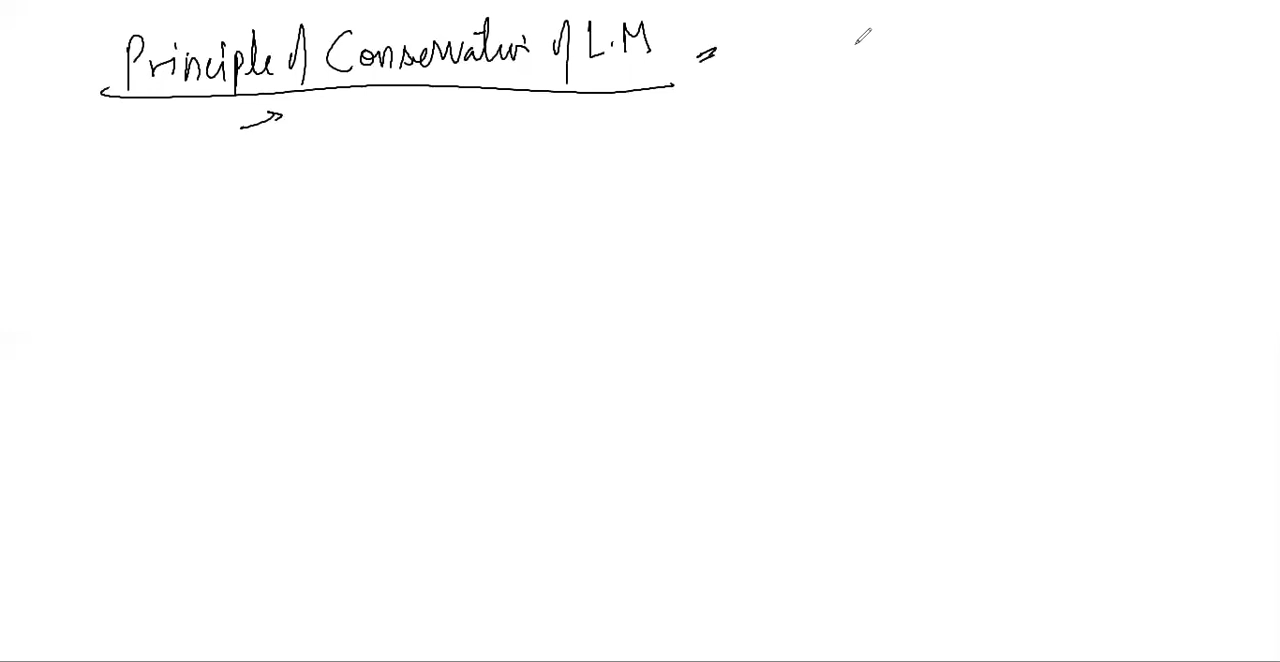 Principle of Conservation of L.M =